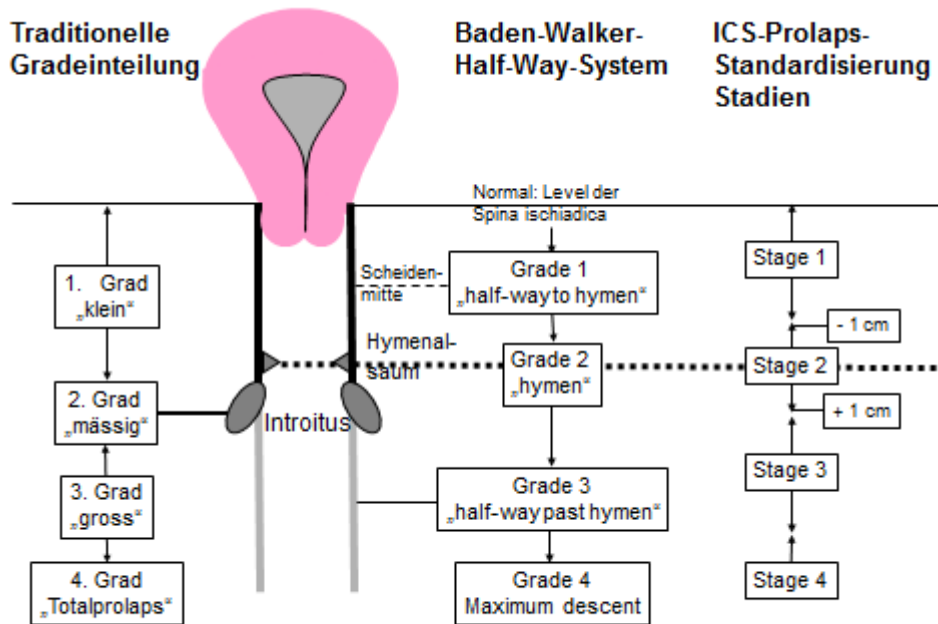 Traditionelle
Gradeinteilung
Baden-Walker-
Half-Way-System
ICS-Prolaps-
Standardisierung
Stadien
Normal: Level der
Spina ischiadica
1. Grad
„klein“
Scheiden-
mitte
Grade 1
„half-way to hymen“
Stage 1
- 1 cm
Hymenal-
saum
Grade 2
„hymen“
Stage 2
2. Grad
„mässig“
Introitus
+ 1 cm
3. Grad
„gross“
Grade 3
„half-way past hymen“
Stage 3
4. Grad
„Totalprolaps“
Grade 4
Maximum descent
Stage 4